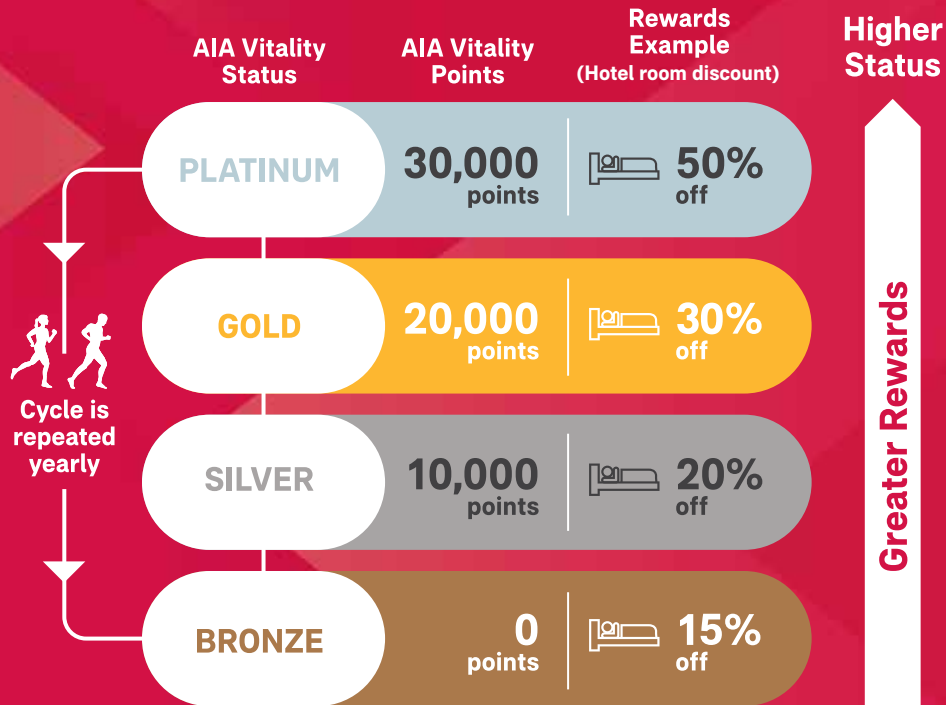 AIA Vitality
Status
AIA Vitality
Points
Rewards
Example
(Hotel room discount)
Higher
Status
PLATINUM
30,000
points
50%
off
GOLD
20,000
points
30%
off
Cycle is
repeated
yearly
SILVER
10,000
points
20%
off
BRONZE
0
points
15%
off
Greater Rewards